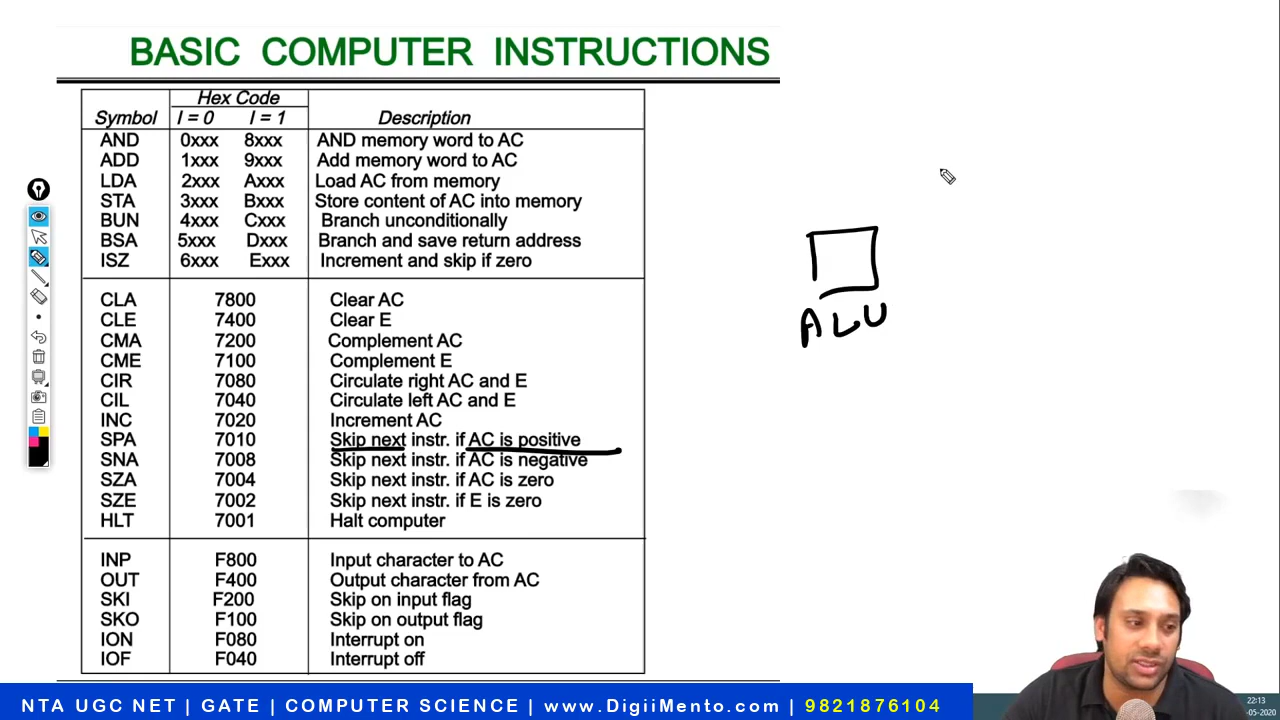 BASIC COMPUTER INSTRUCTIONS
Hex Code
Symbol I = 0 I = 1 Description
AND 0xxx 8xxx AND memory word to AC
ADD 1xxx 9xxx Add memory word to AC
LDA 2xxx Axxx Load AC from memory
STA 3xxx Bxxx Store content of AC into memory
BUN 4xxx Cxxx Branch unconditionally
BSA 5xxx Dxxx Branch and save return address
ISZ 6xxx Exxx Increment and skip if zero
CLA 7800 Clear AC
CLE 7400 Clear E
CMA 7200 Complement AC
CME 7100 Complement E
CIR 7080 Circulate right AC and E
CIL 7040 Circulate left AC and E
INC 7020 Increment AC
SPA 7010 Skip next instr. if AC is positive
SNA 7008 Skip next instr. if AC is negative
SZA 7004 Skip next instr. if AC is zero
SZE 7002 Skip next instr. if E is zero
HLT 7001 Halt computer
INP F800 Input character to AC
OUT F400 Output character from AC
SKI F200 Skip on input flag
SKO F100 Skip on output flag
ION F080 Interrupt on
IOF F040 Interrupt off
ALU
NTA UGC NET | GATE | COMPUTER SCIENCE | www.DigiiMento.com | 9821876104
22:13
-05-2020